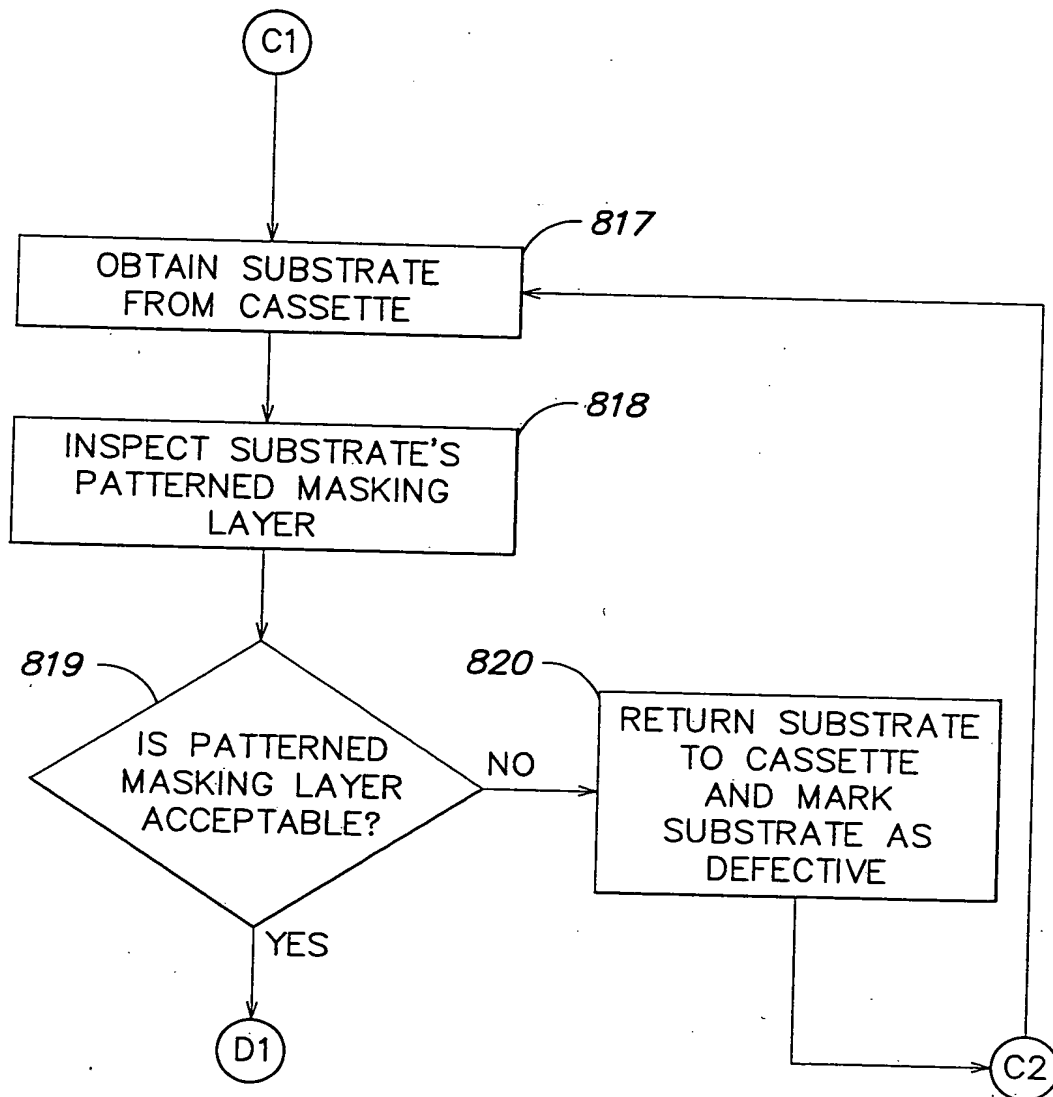 C1
817
OBTAIN SUBSTRATE
FROM CASSETTE
818
INSPECT SUBSTRATE'S
PATTERNED MASKING
LAYER
819
IS PATTERNED
MASKING LAYER
ACCEPTABLE?
NO
820
RETURN SUBSTRATE
TO CASSETTE
AND MARK
SUBSTRATE AS
DEFECTIVE
YES
D1
C2